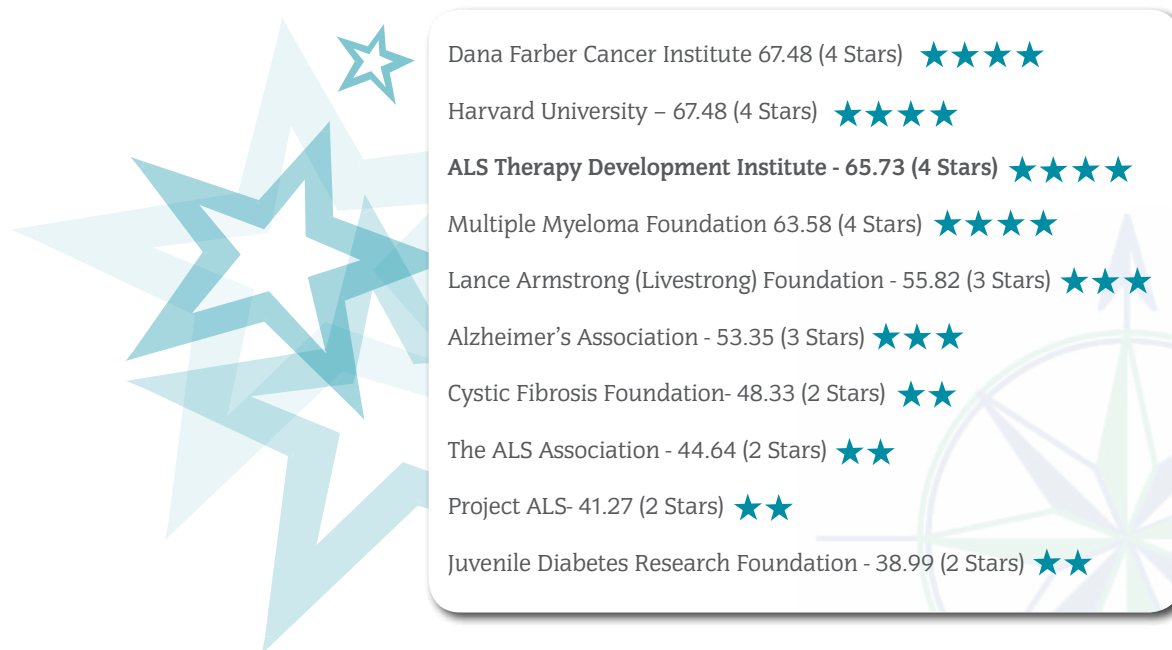 Dana Farber Cancer Institute 67.48 (4 Stars) ★★★★
Harvard University – 67.48 (4 Stars) ★★★★
ALS Therapy Development Institute - 65.73 (4 Stars) ★★★★
Multiple Myeloma Foundation 63.58 (4 Stars) ★★★★
Lance Armstrong (Livestrong) Foundation - 55.82 (3 Stars) ★★★
Alzheimer’s Association - 53.35 (3 Stars) ★★★
Cystic Fibrosis Foundation- 48.33 (2 Stars) ★★
The ALS Association - 44.64 (2 Stars) ★★
Project ALS- 41.27 (2 Stars) ★★
Juvenile Diabetes Research Foundation - 38.99 (2 Stars) ★★